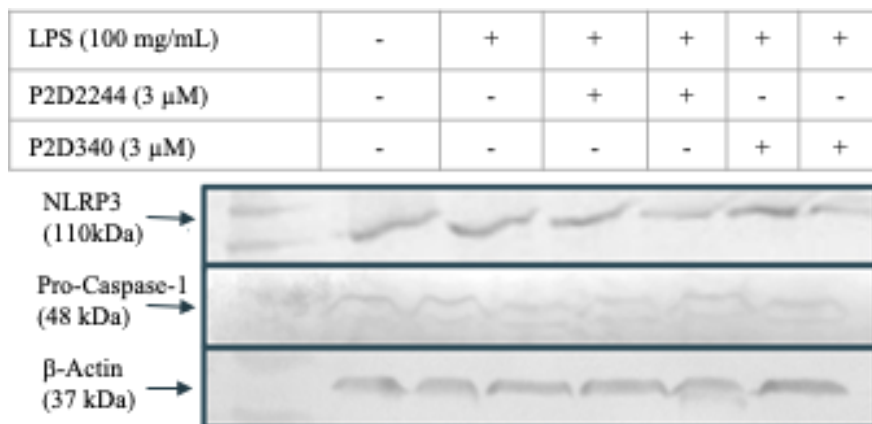 LPS (100 mg/mL) - + + + + +
P2D2244 (3 µM) - - + + - -
P2D340 (3 µM) - - - - + +
NLRP3
(110kDa)
Pro-Caspase-1
(48 kDa)
β-Actin
(37 kDa)